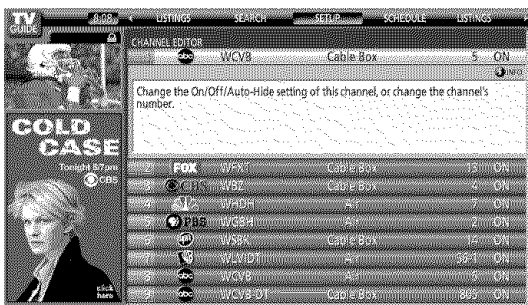 TV
GUIDE
8:08
LISTINGS SEARCH SETUP SCHEDULE LISTINGS
CHANNEL EDITOR
1 abc WCVB Cable Box 5 ON
INFO
Change the On/Off/Auto-Hide setting of this channel, or change the channel's
number.
COLD
CASE
Tonight 8/7pm
CBS
click
here
2 FOX WFXT Cable Box 13 ON
3 CBS WBZ Cable Box 4 ON
4 WHDH Air 7 ON
5 PBS WGBH Air 2 ON
6 WSBK Cable Box 14 ON
7 WLVIDT Air 56-1 ON
8 abc WCVB Air ON
9 abc WCVB-DT Cable Box 805 ON